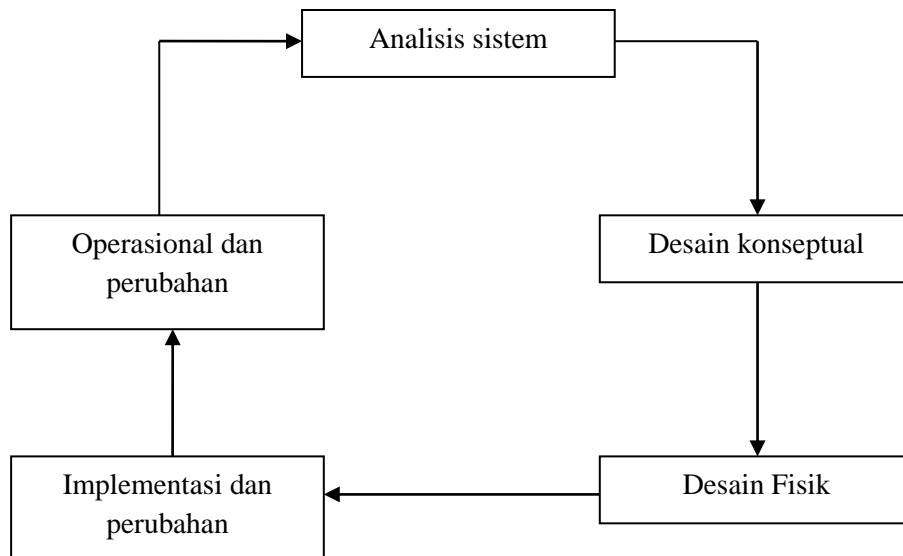 Analisis sistem
Operasional dan
perubahan
Desain konseptual
Implementasi dan
perubahan
Desain Fisik